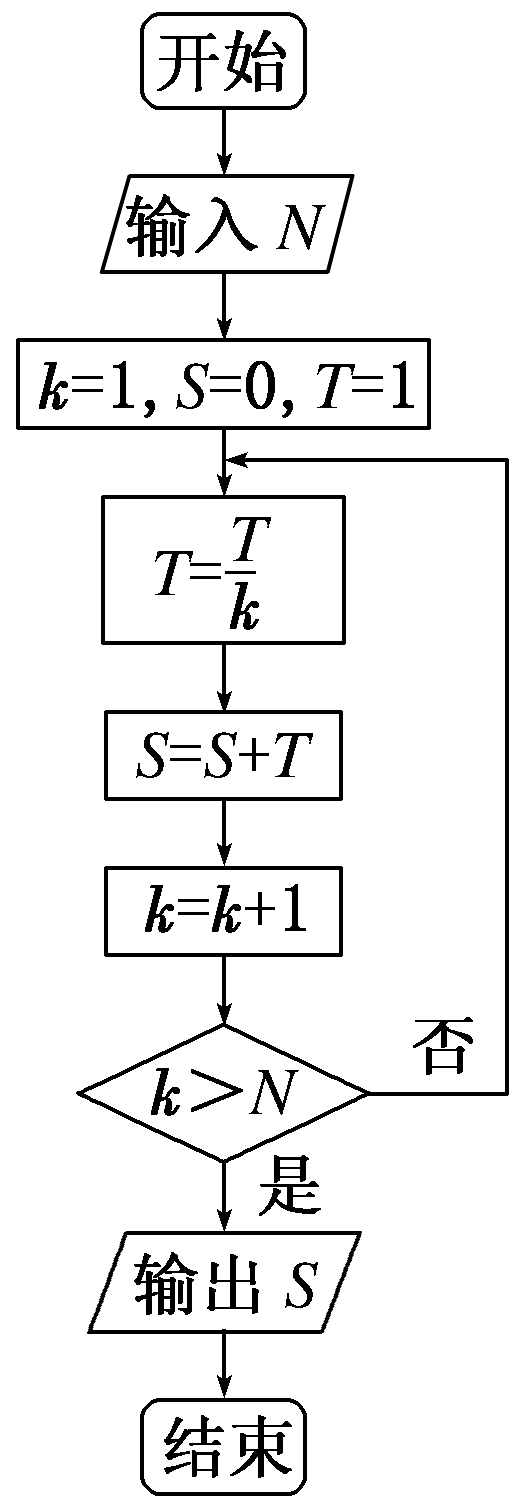 开始
输入 N
k=1, S=0, T=1
T=T/k
S=S+T
k=k+1
k>N
否
是
输出 S
结束